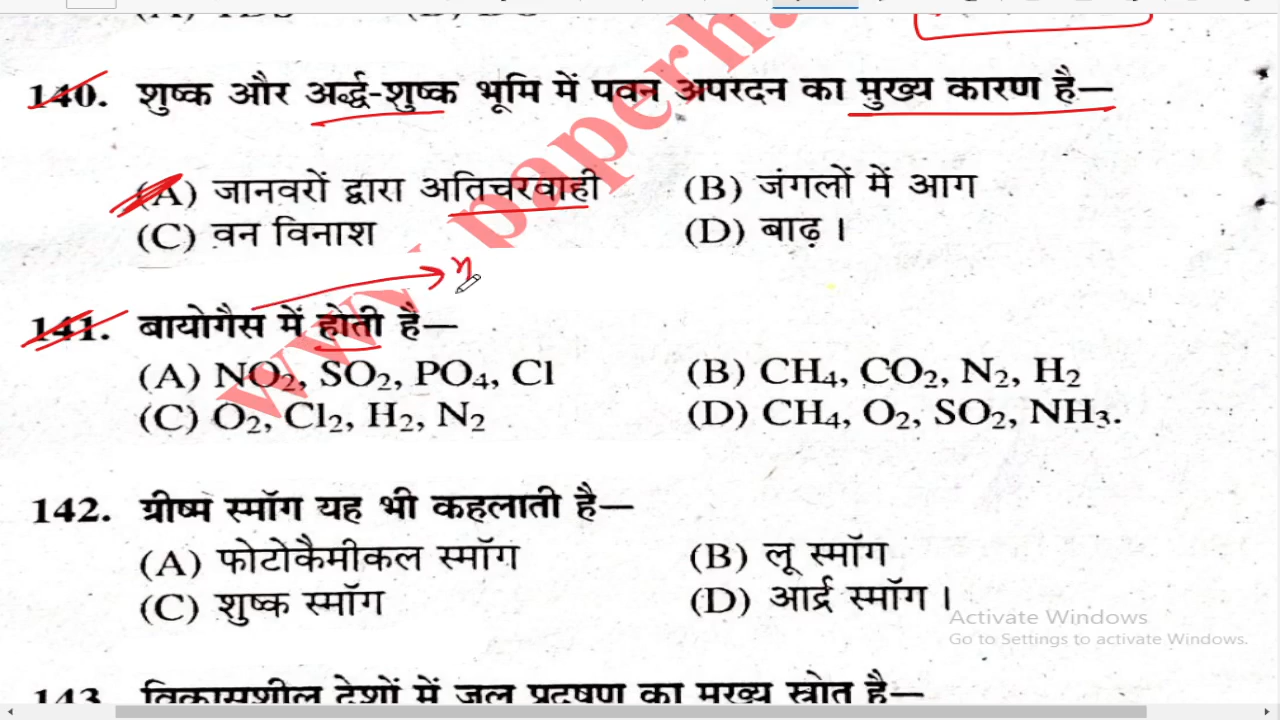 140. शुष्क और अर्द्ध-शुष्क भूमि में पवन अपरदन का मुख्य कारण है—
(A) जानवरों द्वारा अतिचरवाही (B) जंगलों में आग
(C) वन विनाश (D) बाढ़ ।
141. बायोगैस में होती है—
(A) NO₂, SO₂, PO₄, Cl (B) CH₄, CO₂, N₂, H₂
(C) O₂, Cl₂, H₂, N₂ (D) CH₄, O₂, SO₂, NH₃.
142. ग्रीष्म स्मॉग यह भी कहलाती है—
(A) फोटोकैमीकल स्मॉग (B) लू स्मॉग
(C) शुष्क स्मॉग (D) आर्द्र स्मॉग ।
Activate Windows
Go to Settings to activate Windows.
143. विकासशील देशों में जल प्रदूषण का मुख्य स्रोत है—
www.paperh